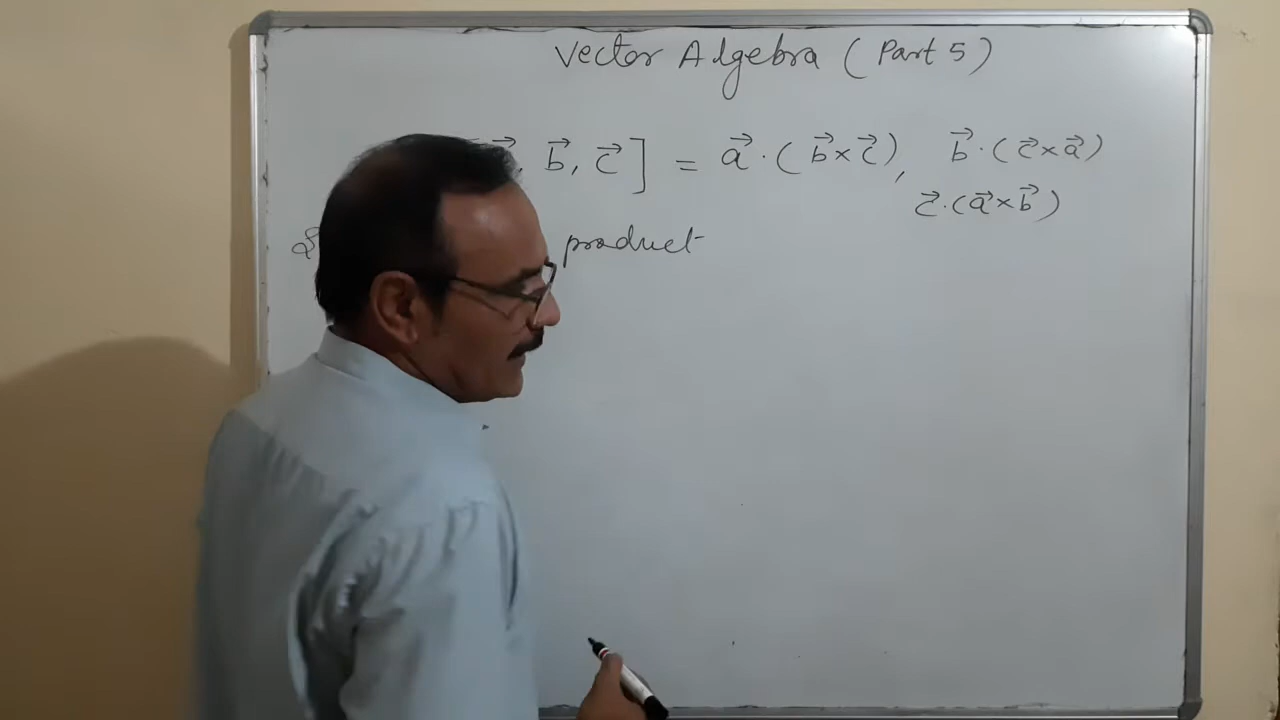 Vector Algebra (Part 5)
b⃗, c⃗] = a⃗·(b⃗×c⃗), b⃗·(c⃗×a⃗)
c⃗·(a⃗×b⃗)
product